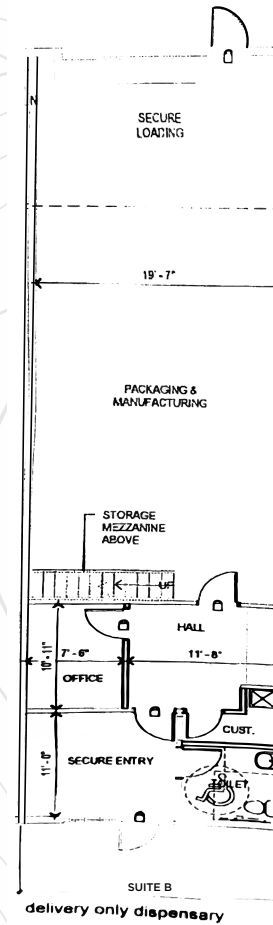 N
SECURE
LOADING
19'-7"
PACKAGING &
MANUFACTURING
STORAGE
MEZZANINE
ABOVE
UP
HALL
10'-11"
7'-6"
11'-8"
OFFICE
CUST.
11'-0"
SECURE ENTRY
TOILET
SUITE B
delivery only dispensary